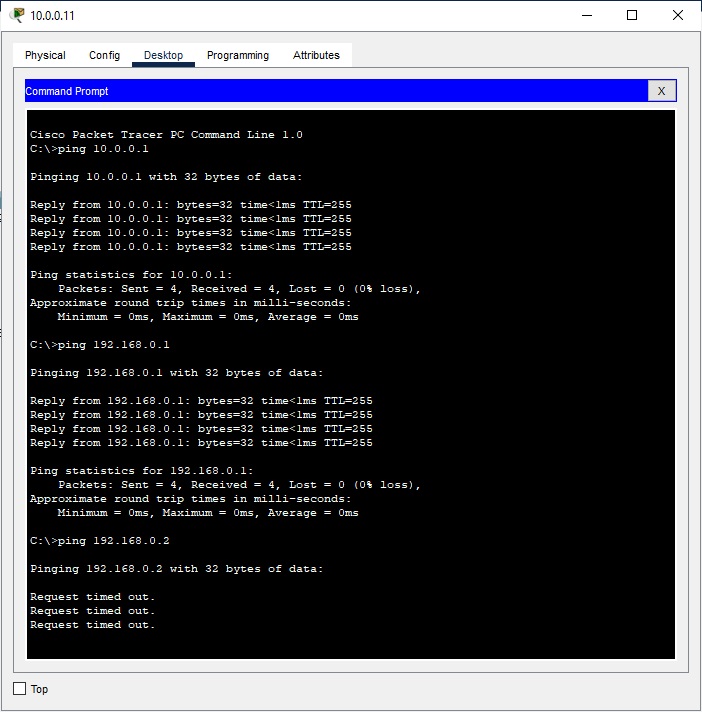 10.0.0.11
Physical Config Desktop Programming Attributes
Command Prompt X
Cisco Packet Tracer PC Command Line 1.0
C:\>ping 10.0.0.1
Pinging 10.0.0.1 with 32 bytes of data:
Reply from 10.0.0.1: bytes=32 time<1ms TTL=255
Reply from 10.0.0.1: bytes=32 time<1ms TTL=255
Reply from 10.0.0.1: bytes=32 time<1ms TTL=255
Reply from 10.0.0.1: bytes=32 time<1ms TTL=255
Ping statistics for 10.0.0.1:
    Packets: Sent = 4, Received = 4, Lost = 0 (0% loss),
Approximate round trip times in milli-seconds:
    Minimum = 0ms, Maximum = 0ms, Average = 0ms
C:\>ping 192.168.0.1
Pinging 192.168.0.1 with 32 bytes of data:
Reply from 192.168.0.1: bytes=32 time<1ms TTL=255
Reply from 192.168.0.1: bytes=32 time<1ms TTL=255
Reply from 192.168.0.1: bytes=32 time<1ms TTL=255
Reply from 192.168.0.1: bytes=32 time<1ms TTL=255
Ping statistics for 192.168.0.1:
    Packets: Sent = 4, Received = 4, Lost = 0 (0% loss),
Approximate round trip times in milli-seconds:
    Minimum = 0ms, Maximum = 0ms, Average = 0ms
C:\>ping 192.168.0.2
Pinging 192.168.0.2 with 32 bytes of data:
Request timed out.
Request timed out.
Request timed out.
Top